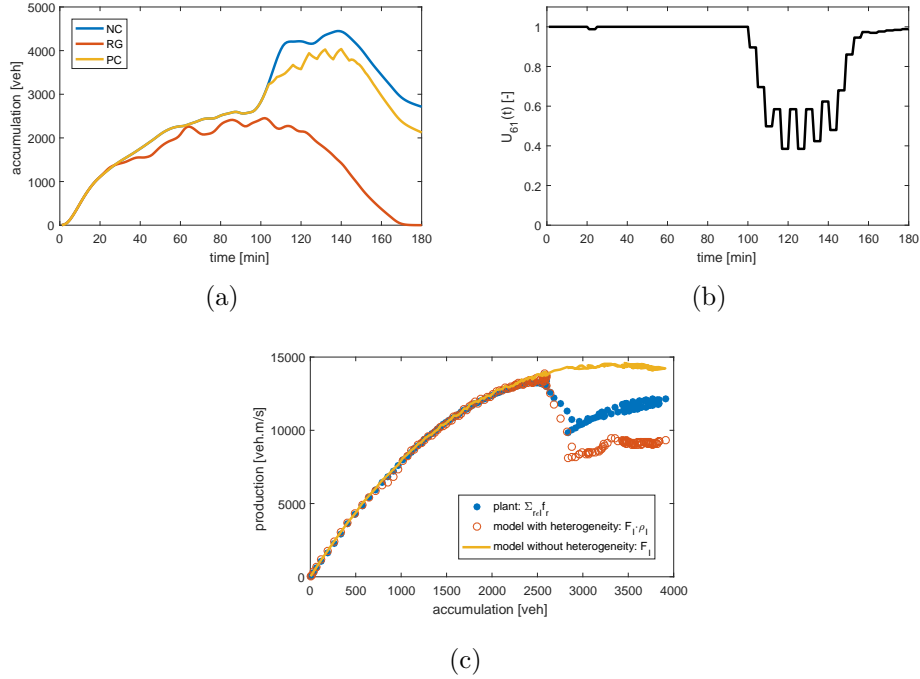 5000
4000
3000
2000
1000
0
accumulation [veh]
NC
RG
PC
0 20 40 60 80 100 120 140 160 180
time [min]
(a)
1
0.8
0.6
0.4
0.2
0
U61(t) [-]
0 20 40 60 80 100 120 140 160 180
time [min]
(b)
15000
10000
5000
0
production [veh.m/s]
plant: Σr∈I fr
model with heterogeneity: FI·ρI
model without heterogeneity: FI
0 500 1000 1500 2000 2500 3000 3500 4000
accumulation [veh]
(c)